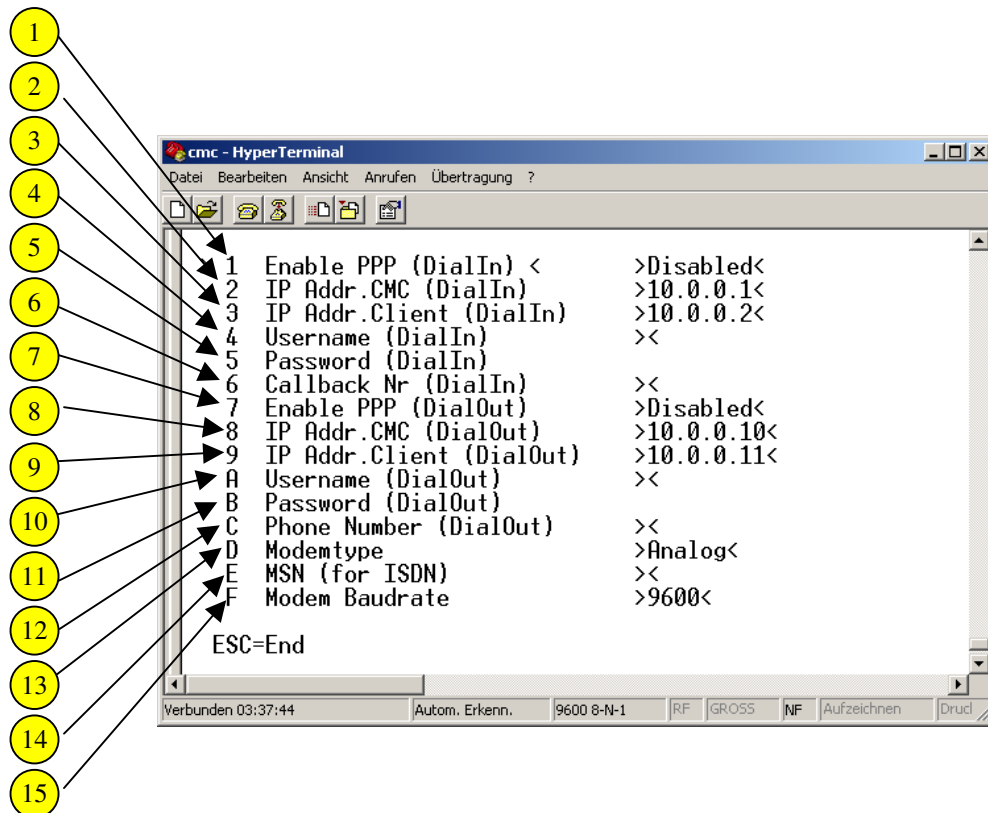 1
2
3
4
5
6
7
8
9
10
11
12
13
14
15
cmc - HyperTerminal
Datei Bearbeiten Ansicht Anrufen Übertragung ?
1 Enable PPP (DialIn) < >Disabled<
2 IP Addr.CMC (DialIn) >10.0.0.1<
3 IP Addr.Client (DialIn) >10.0.0.2<
4 Username (DialIn) ><
5 Password (DialIn)
6 Callback Nr (DialIn) ><
7 Enable PPP (DialOut) >Disabled<
8 IP Addr.CMC (DialOut) >10.0.0.10<
9 IP Addr.Client (DialOut) >10.0.0.11<
A Username (DialOut) ><
B Password (DialOut)
C Phone Number (DialOut) ><
D Modemtype >Analog<
E MSN (for ISDN) ><
F Modem Baudrate >9600<
ESC=End
Verbunden 03:37:44 Autom. Erkenn. 9600 8-N-1 RF GROSS NF Aufzeichnen Druc